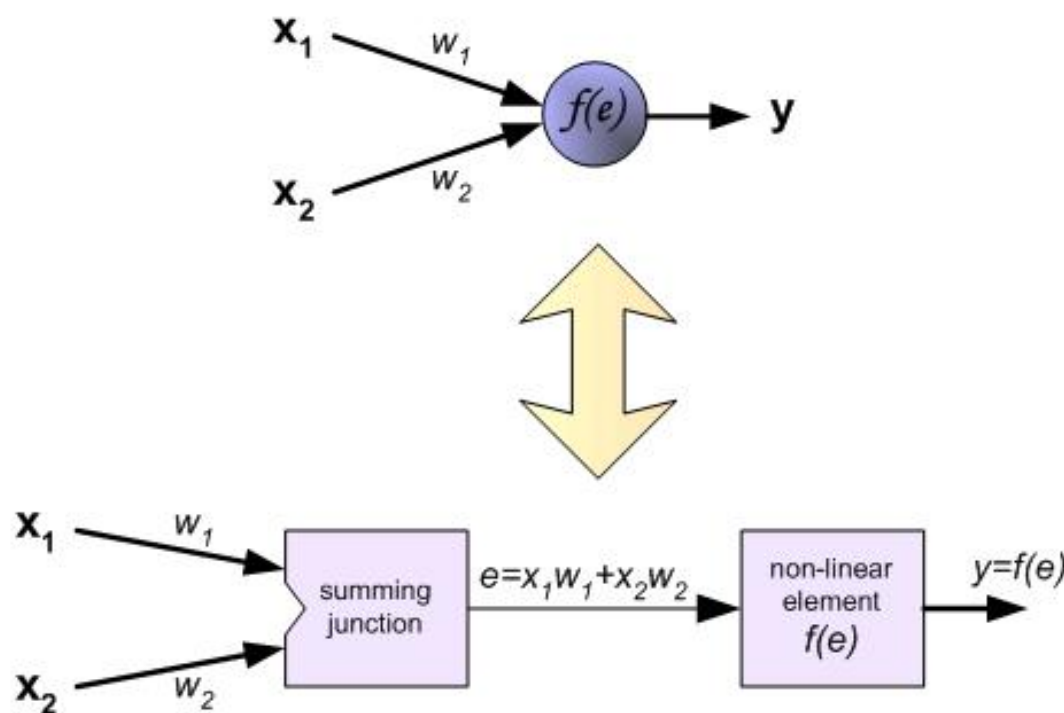 x₁
w₁
f(e)
y
w₂
x₂
x₁
w₁
summing
junction
e=x₁w₁+x₂w₂
non-linear
element
f(e)
y=f(e)
w₂
x₂